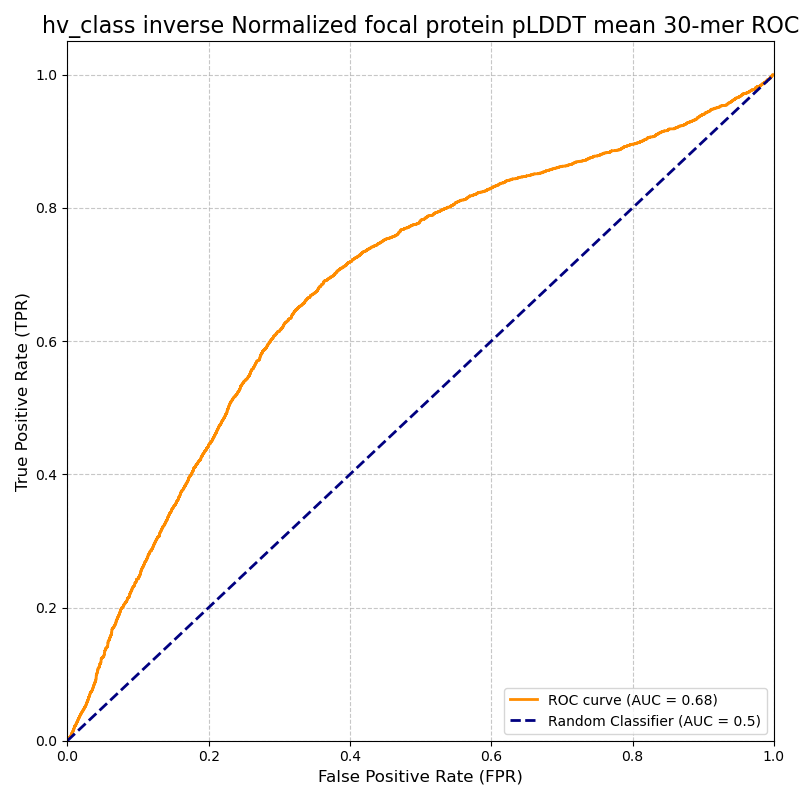 hv_class inverse Normalized focal protein pLDDT mean 30-mer ROC
1.0
0.8
0.6
0.4
0.2
0.0
True Positive Rate (TPR)
ROC curve (AUC = 0.68)
Random Classifier (AUC = 0.5)
0.0 0.2 0.4 0.6 0.8 1.0
False Positive Rate (FPR)